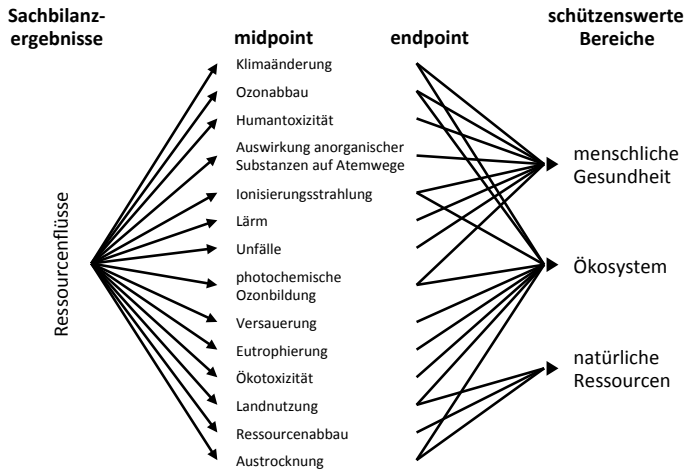 Sachbilanz-
ergebnisse
midpoint
endpoint
schützenswerte
Bereiche
Ressourcenflüsse
Klimaänderung
Ozonabbau
Humantoxizität
Auswirkung anorganischer
Substanzen auf Atemwege
Ionisierungsstrahlung
Lärm
Unfälle
photochemische
Ozonbildung
Versauerung
Eutrophierung
Ökotoxizität
Landnutzung
Ressourcenabbau
Austrocknung
menschliche
Gesundheit
Ökosystem
natürliche
Ressourcen